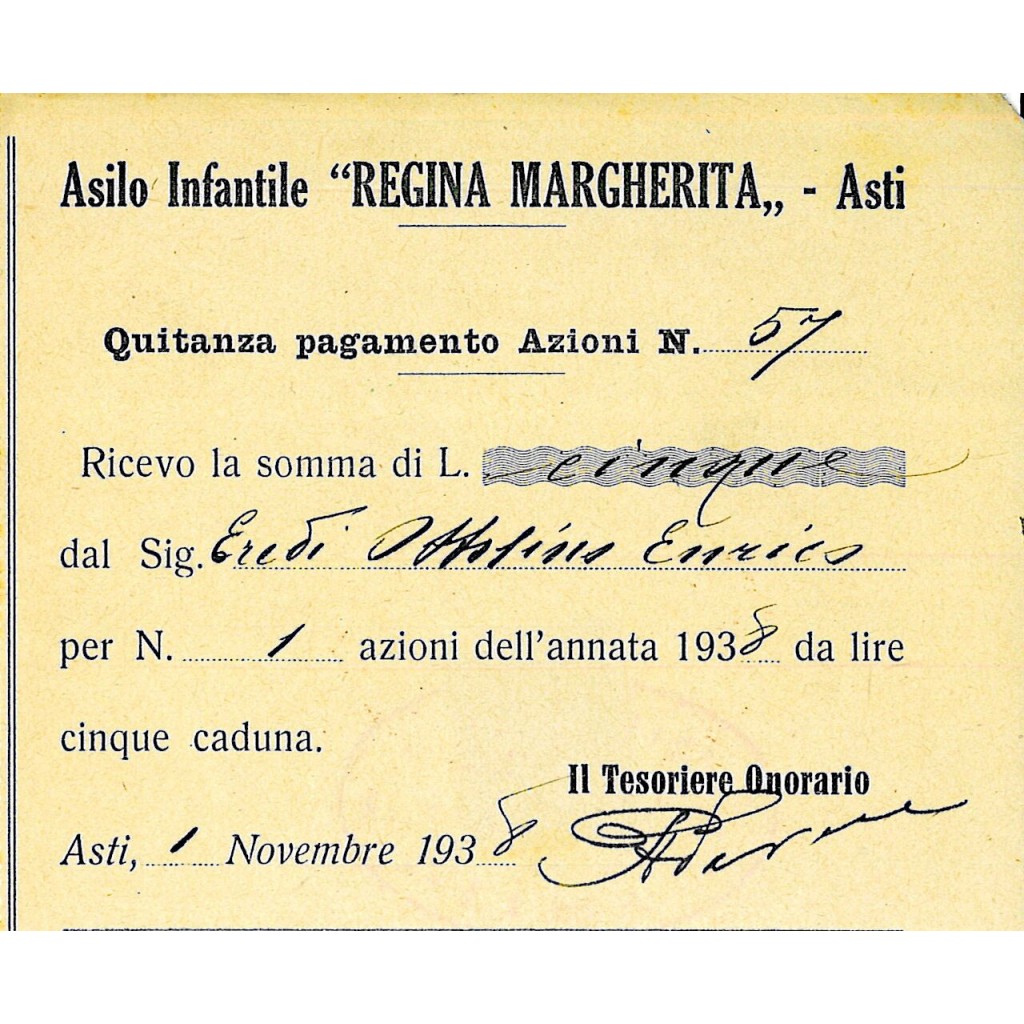 Asilo Infantile “REGINA MARGHERITA„ - Asti
Quitanza pagamento Azioni N. 57
Ricevo la somma di L. cinque
dal Sig. Eredi Ottolino Enrico
per N. 1 azioni dell'annata 1938 da lire
cinque caduna.
Il Tesoriere Onorario
Asti, 1 Novembre 1938